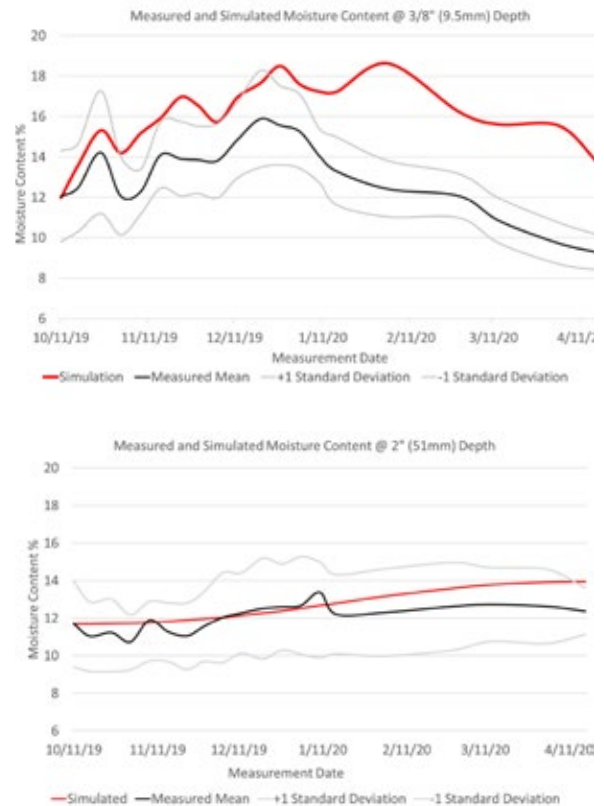 Measured and Simulated Moisture Content @ 3/8" (9.5mm) Depth
20
18
16
14
12
10
8
6
Moisture Content %
10/11/19 11/11/19 12/11/19 1/11/20 2/11/20 3/11/20 4/11/20
Measurement Date
Simulation Measured Mean +1 Standard Deviation -1 Standard Deviation
Measured and Simulated Moisture Content @ 2" (51mm) Depth
20
18
16
14
12
10
8
6
Moisture Content %
10/11/19 11/11/19 12/11/19 1/11/20 2/11/20 3/11/20 4/11/20
Measurement Date
Simulated Measured Mean +1 Standard Deviation -1 Standard Deviation